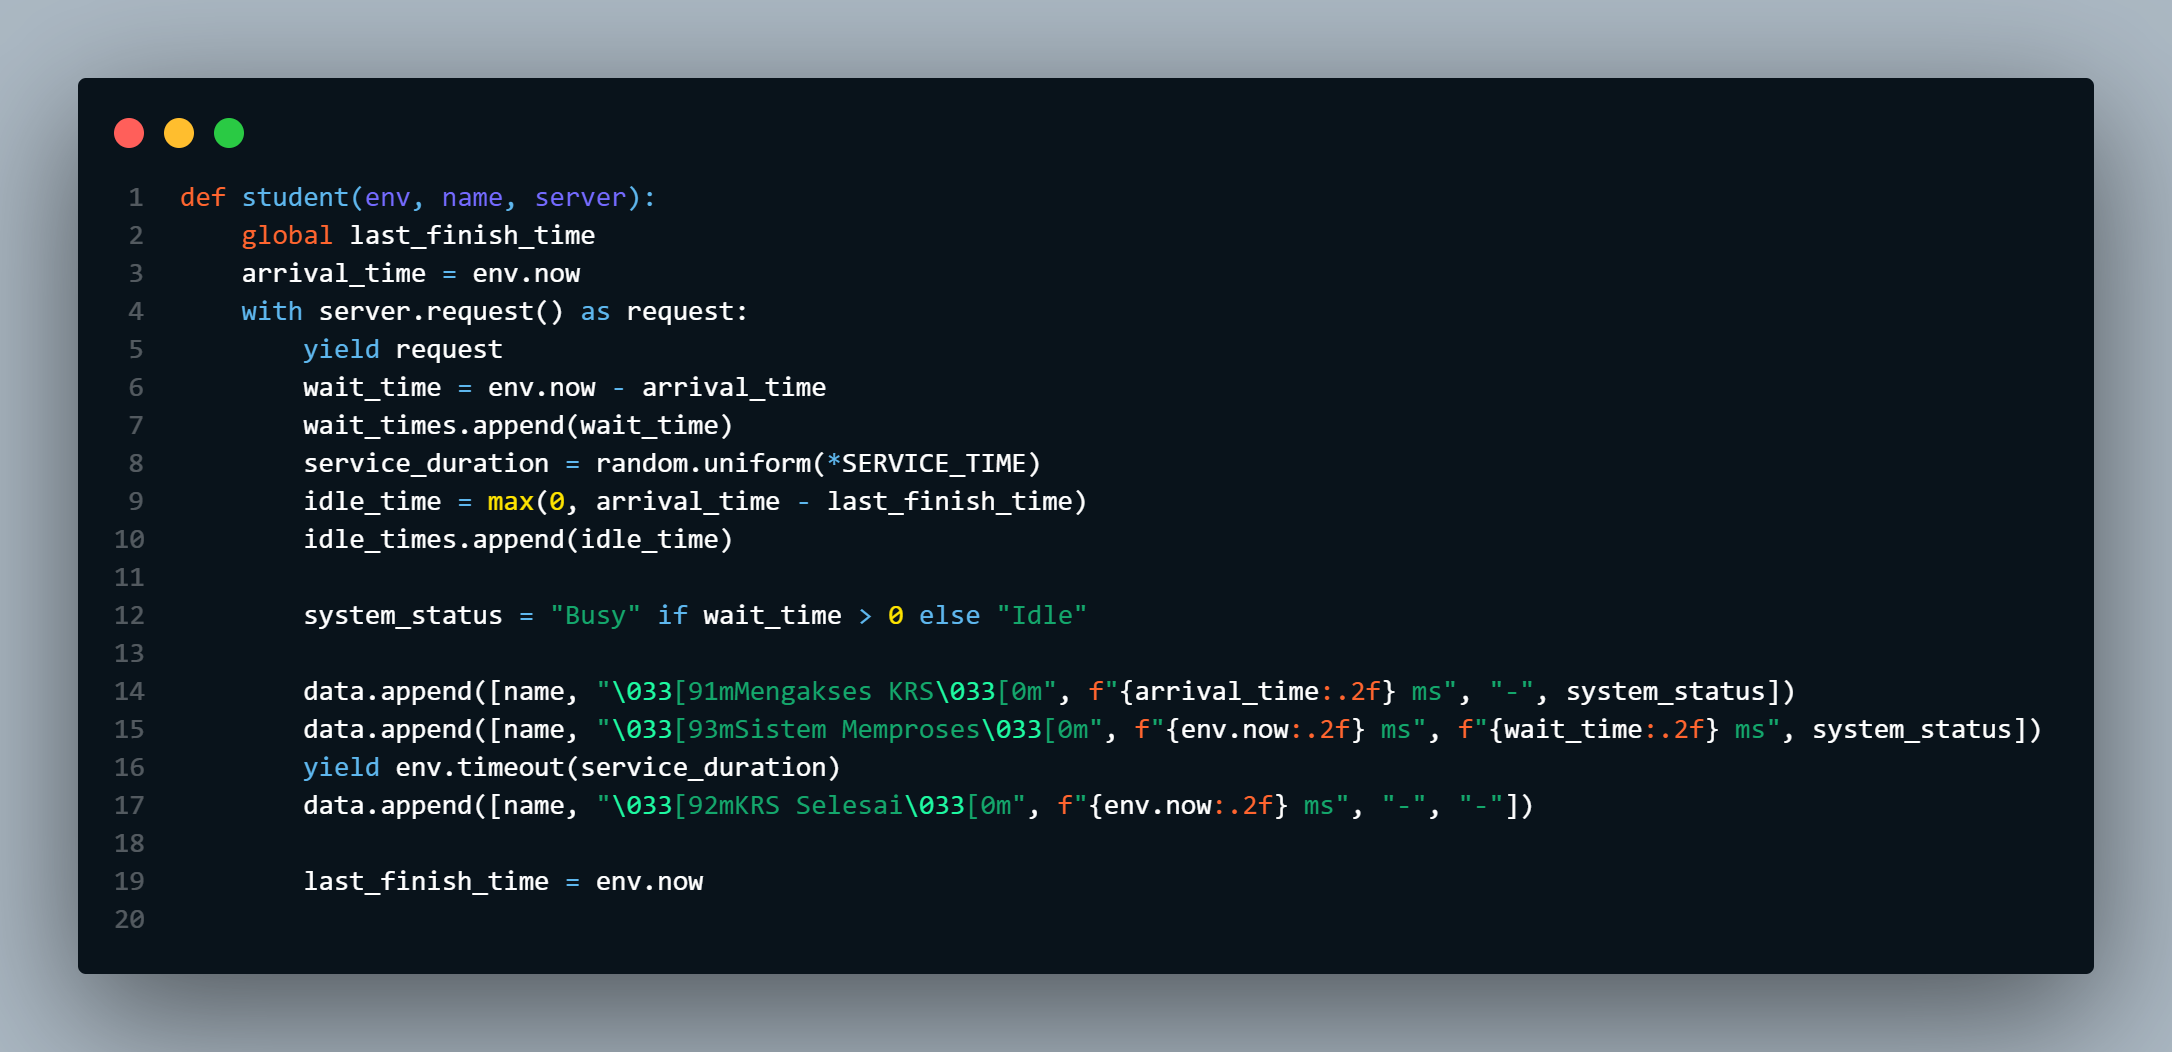 1 def student(env, name, server):
2     global last_finish_time
3     arrival_time = env.now
4     with server.request() as request:
5         yield request
6         wait_time = env.now - arrival_time
7         wait_times.append(wait_time)
8         service_duration = random.uniform(*SERVICE_TIME)
9         idle_time = max(0, arrival_time - last_finish_time)
10         idle_times.append(idle_time)
11
12         system_status = "Busy" if wait_time > 0 else "Idle"
13
14         data.append([name, "\033[91mMengakses KRS\033[0m", f"{arrival_time:.2f} ms", "-", system_status])
15         data.append([name, "\033[93mSistem Memproses\033[0m", f"{env.now:.2f} ms", f"{wait_time:.2f} ms", system_status])
16         yield env.timeout(service_duration)
17         data.append([name, "\033[92mKRS Selesai\033[0m", f"{env.now:.2f} ms", "-", "-"])
18
19         last_finish_time = env.now
20